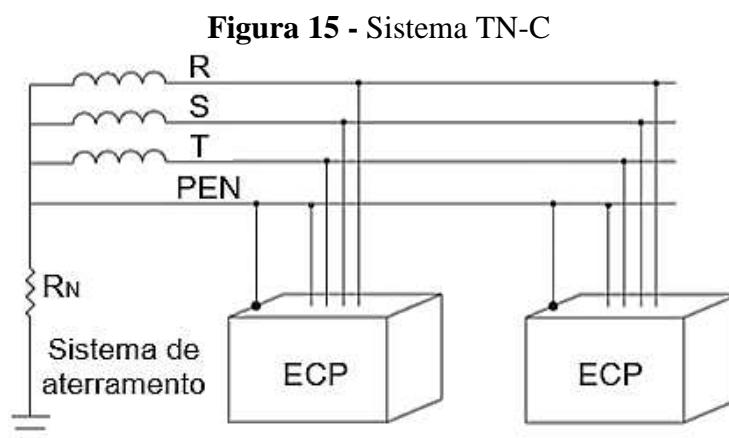 Figura 15 - Sistema TN-C
R
S
T
PEN
RN
Sistema de
aterramento
ECP
ECP